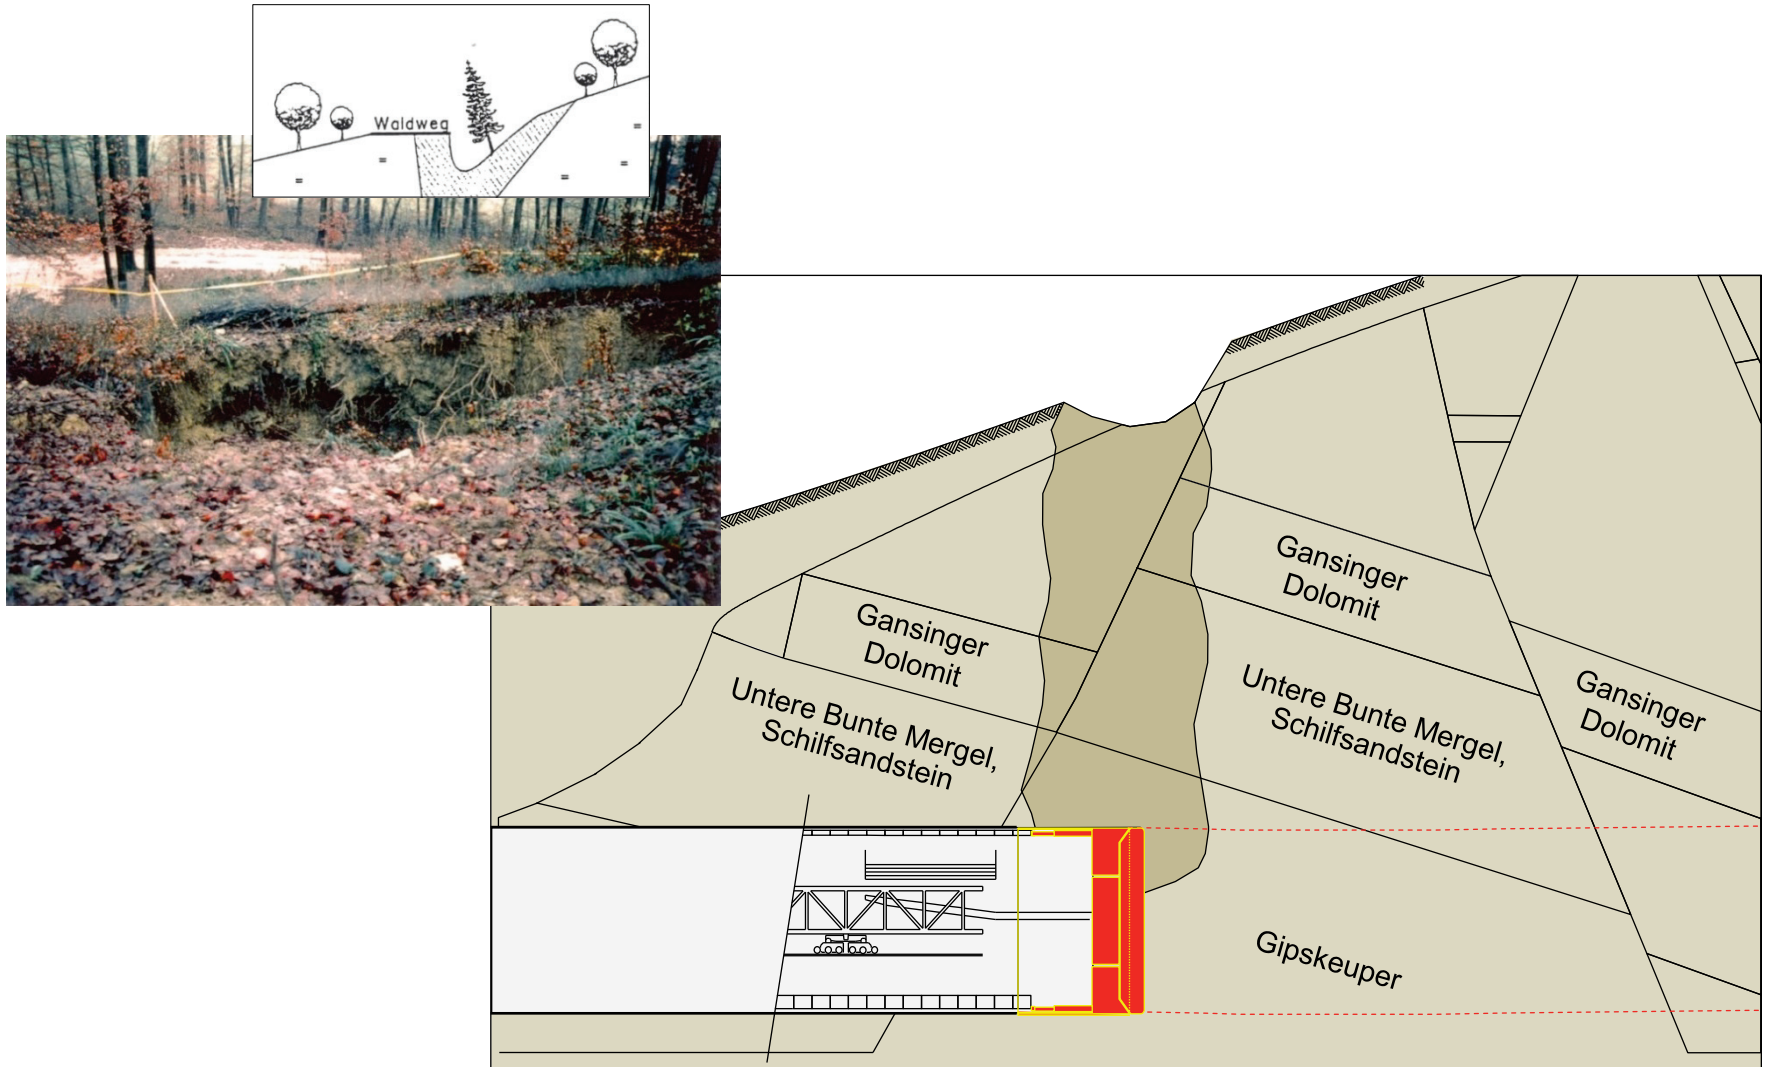 Waldweg
Gansinger
Dolomit
Gansinger
Dolomit
Untere Bunte Mergel,
Schilfsandstein
Untere Bunte Mergel,
Schilfsandstein
Gansinger
Dolomit
Gipskeuper